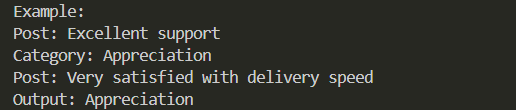 Example:
Post: Excellent support
Category: Appreciation
Post: Very satisfied with delivery speed
Output: Appreciation